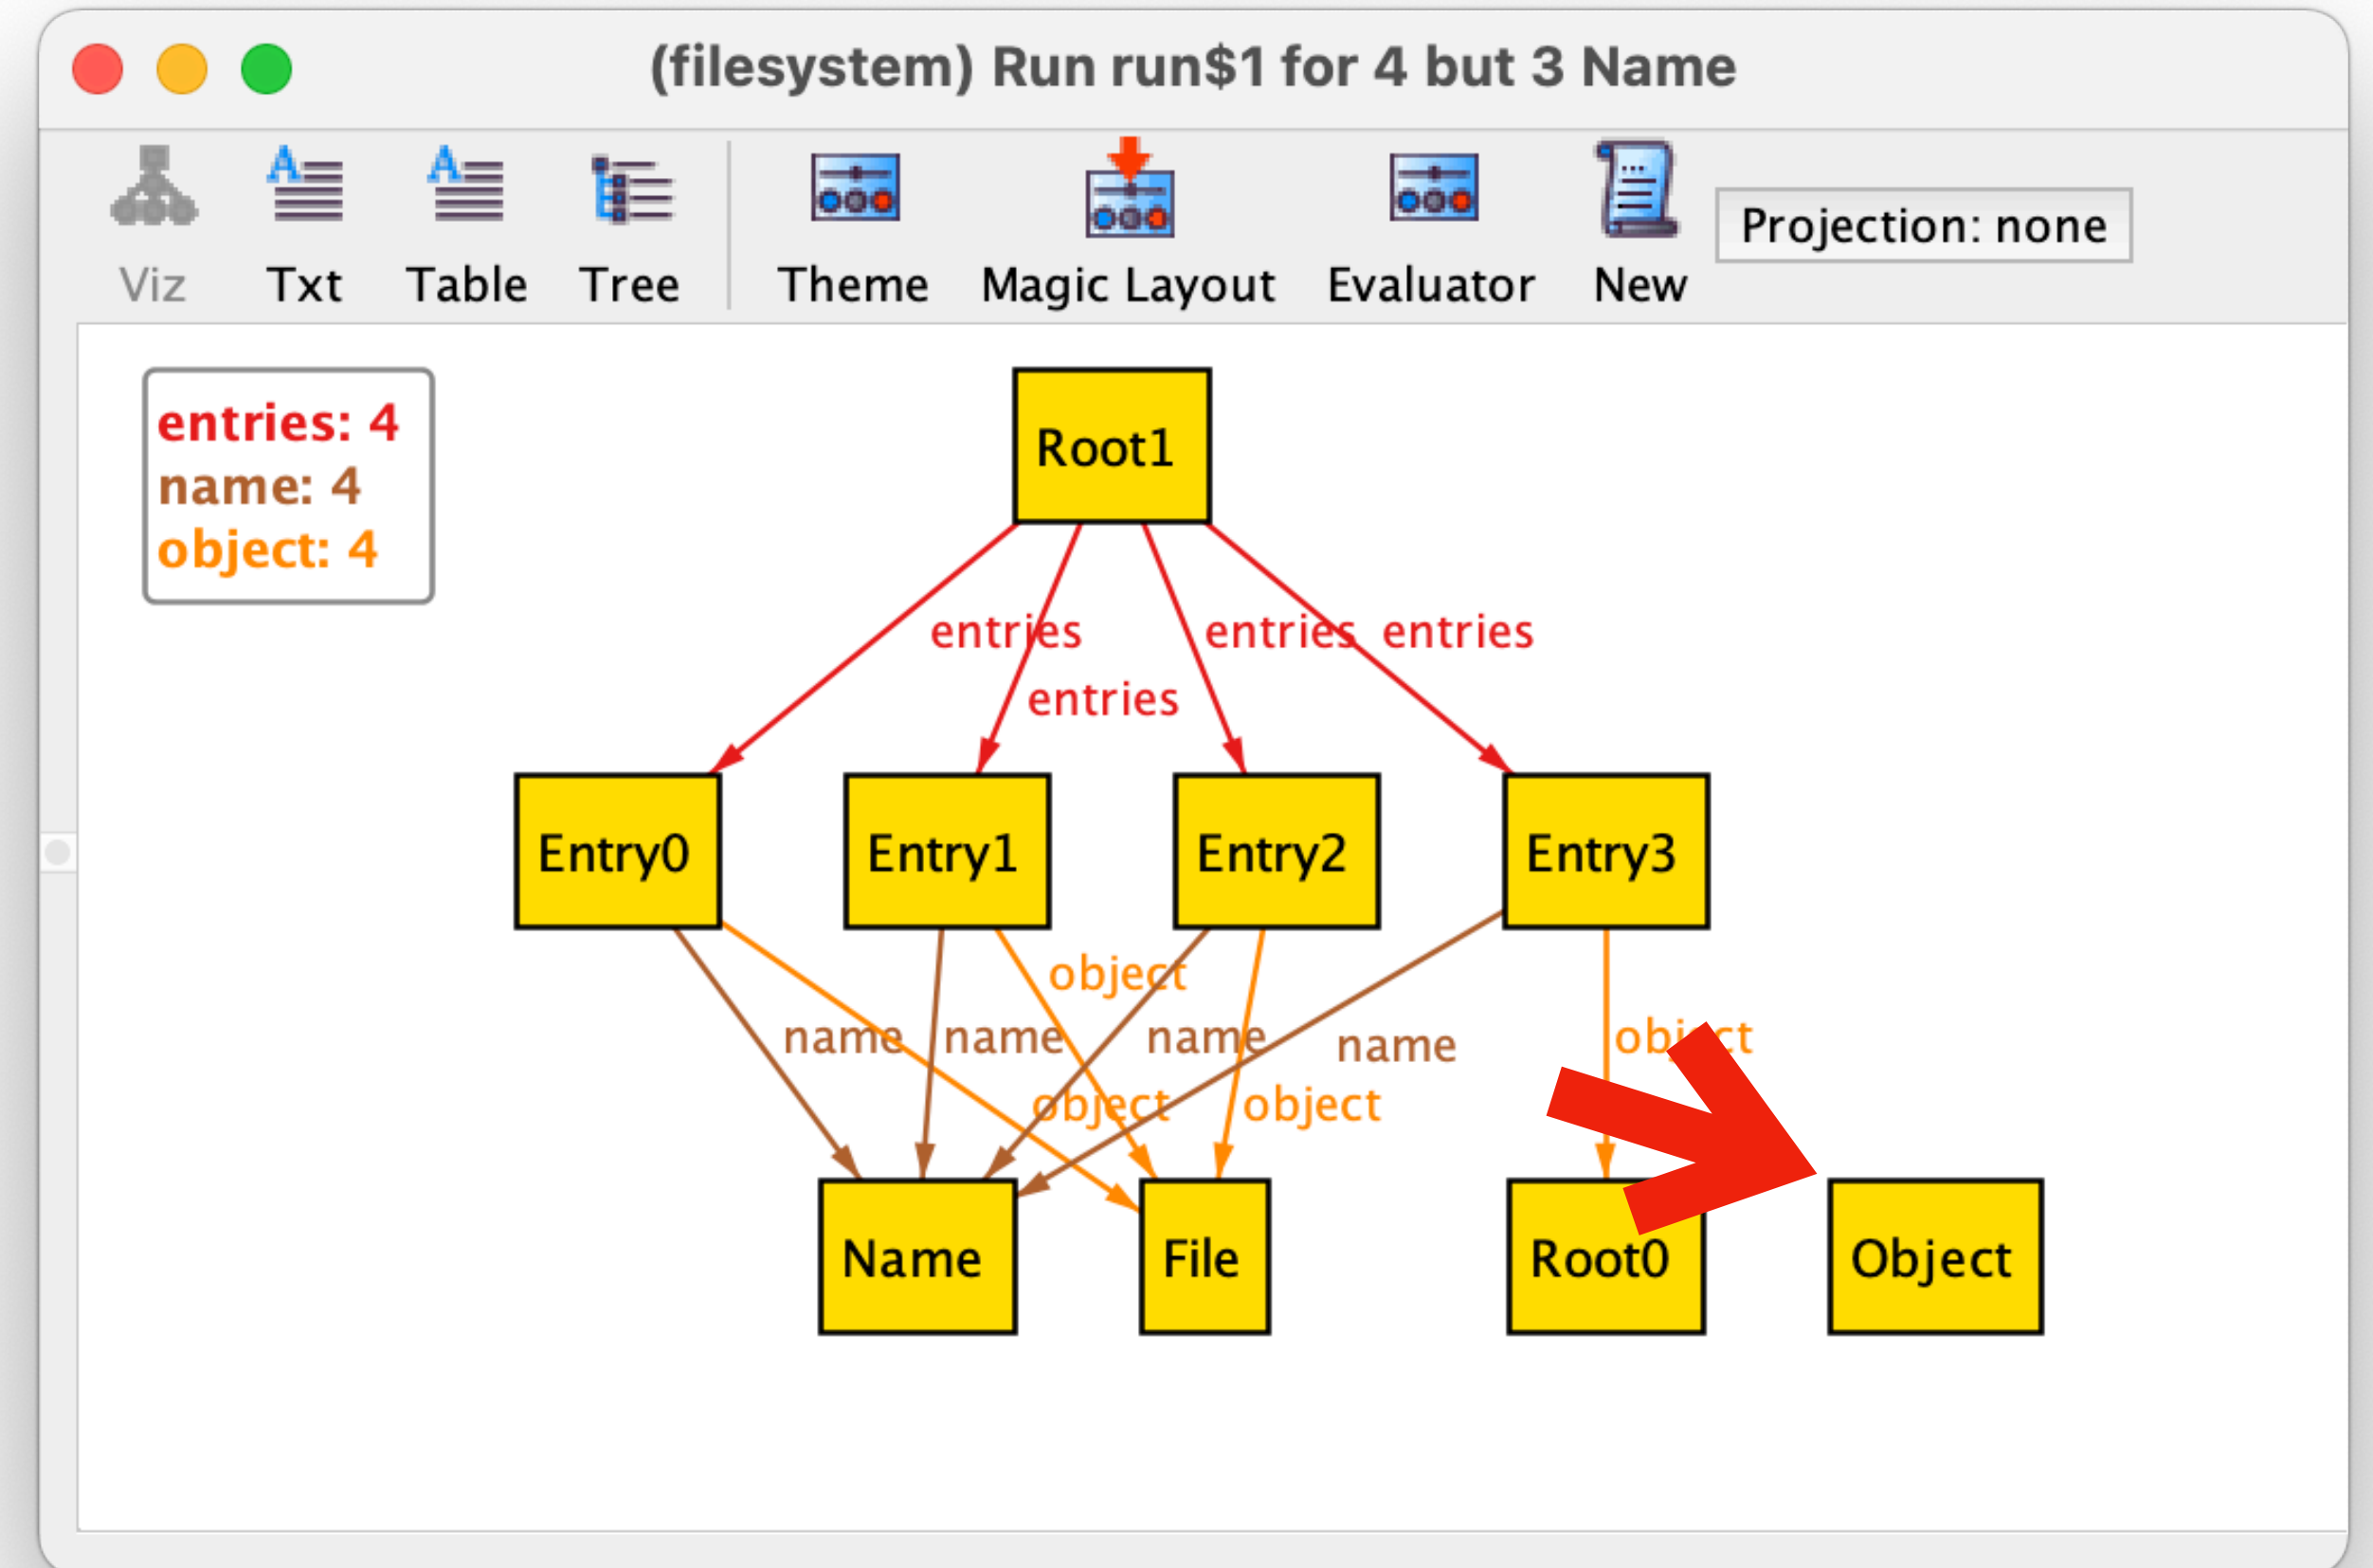 (filesystem) Run run$1 for 4 but 3 Name
Viz Txt Table Tree Theme Magic Layout Evaluator New Projection: none
entries: 4
name: 4
object: 4
Root1
entries entries entries
entries
Entry0 Entry1 Entry2 Entry3
object
name name name name object
object object
Name File Root0 Object